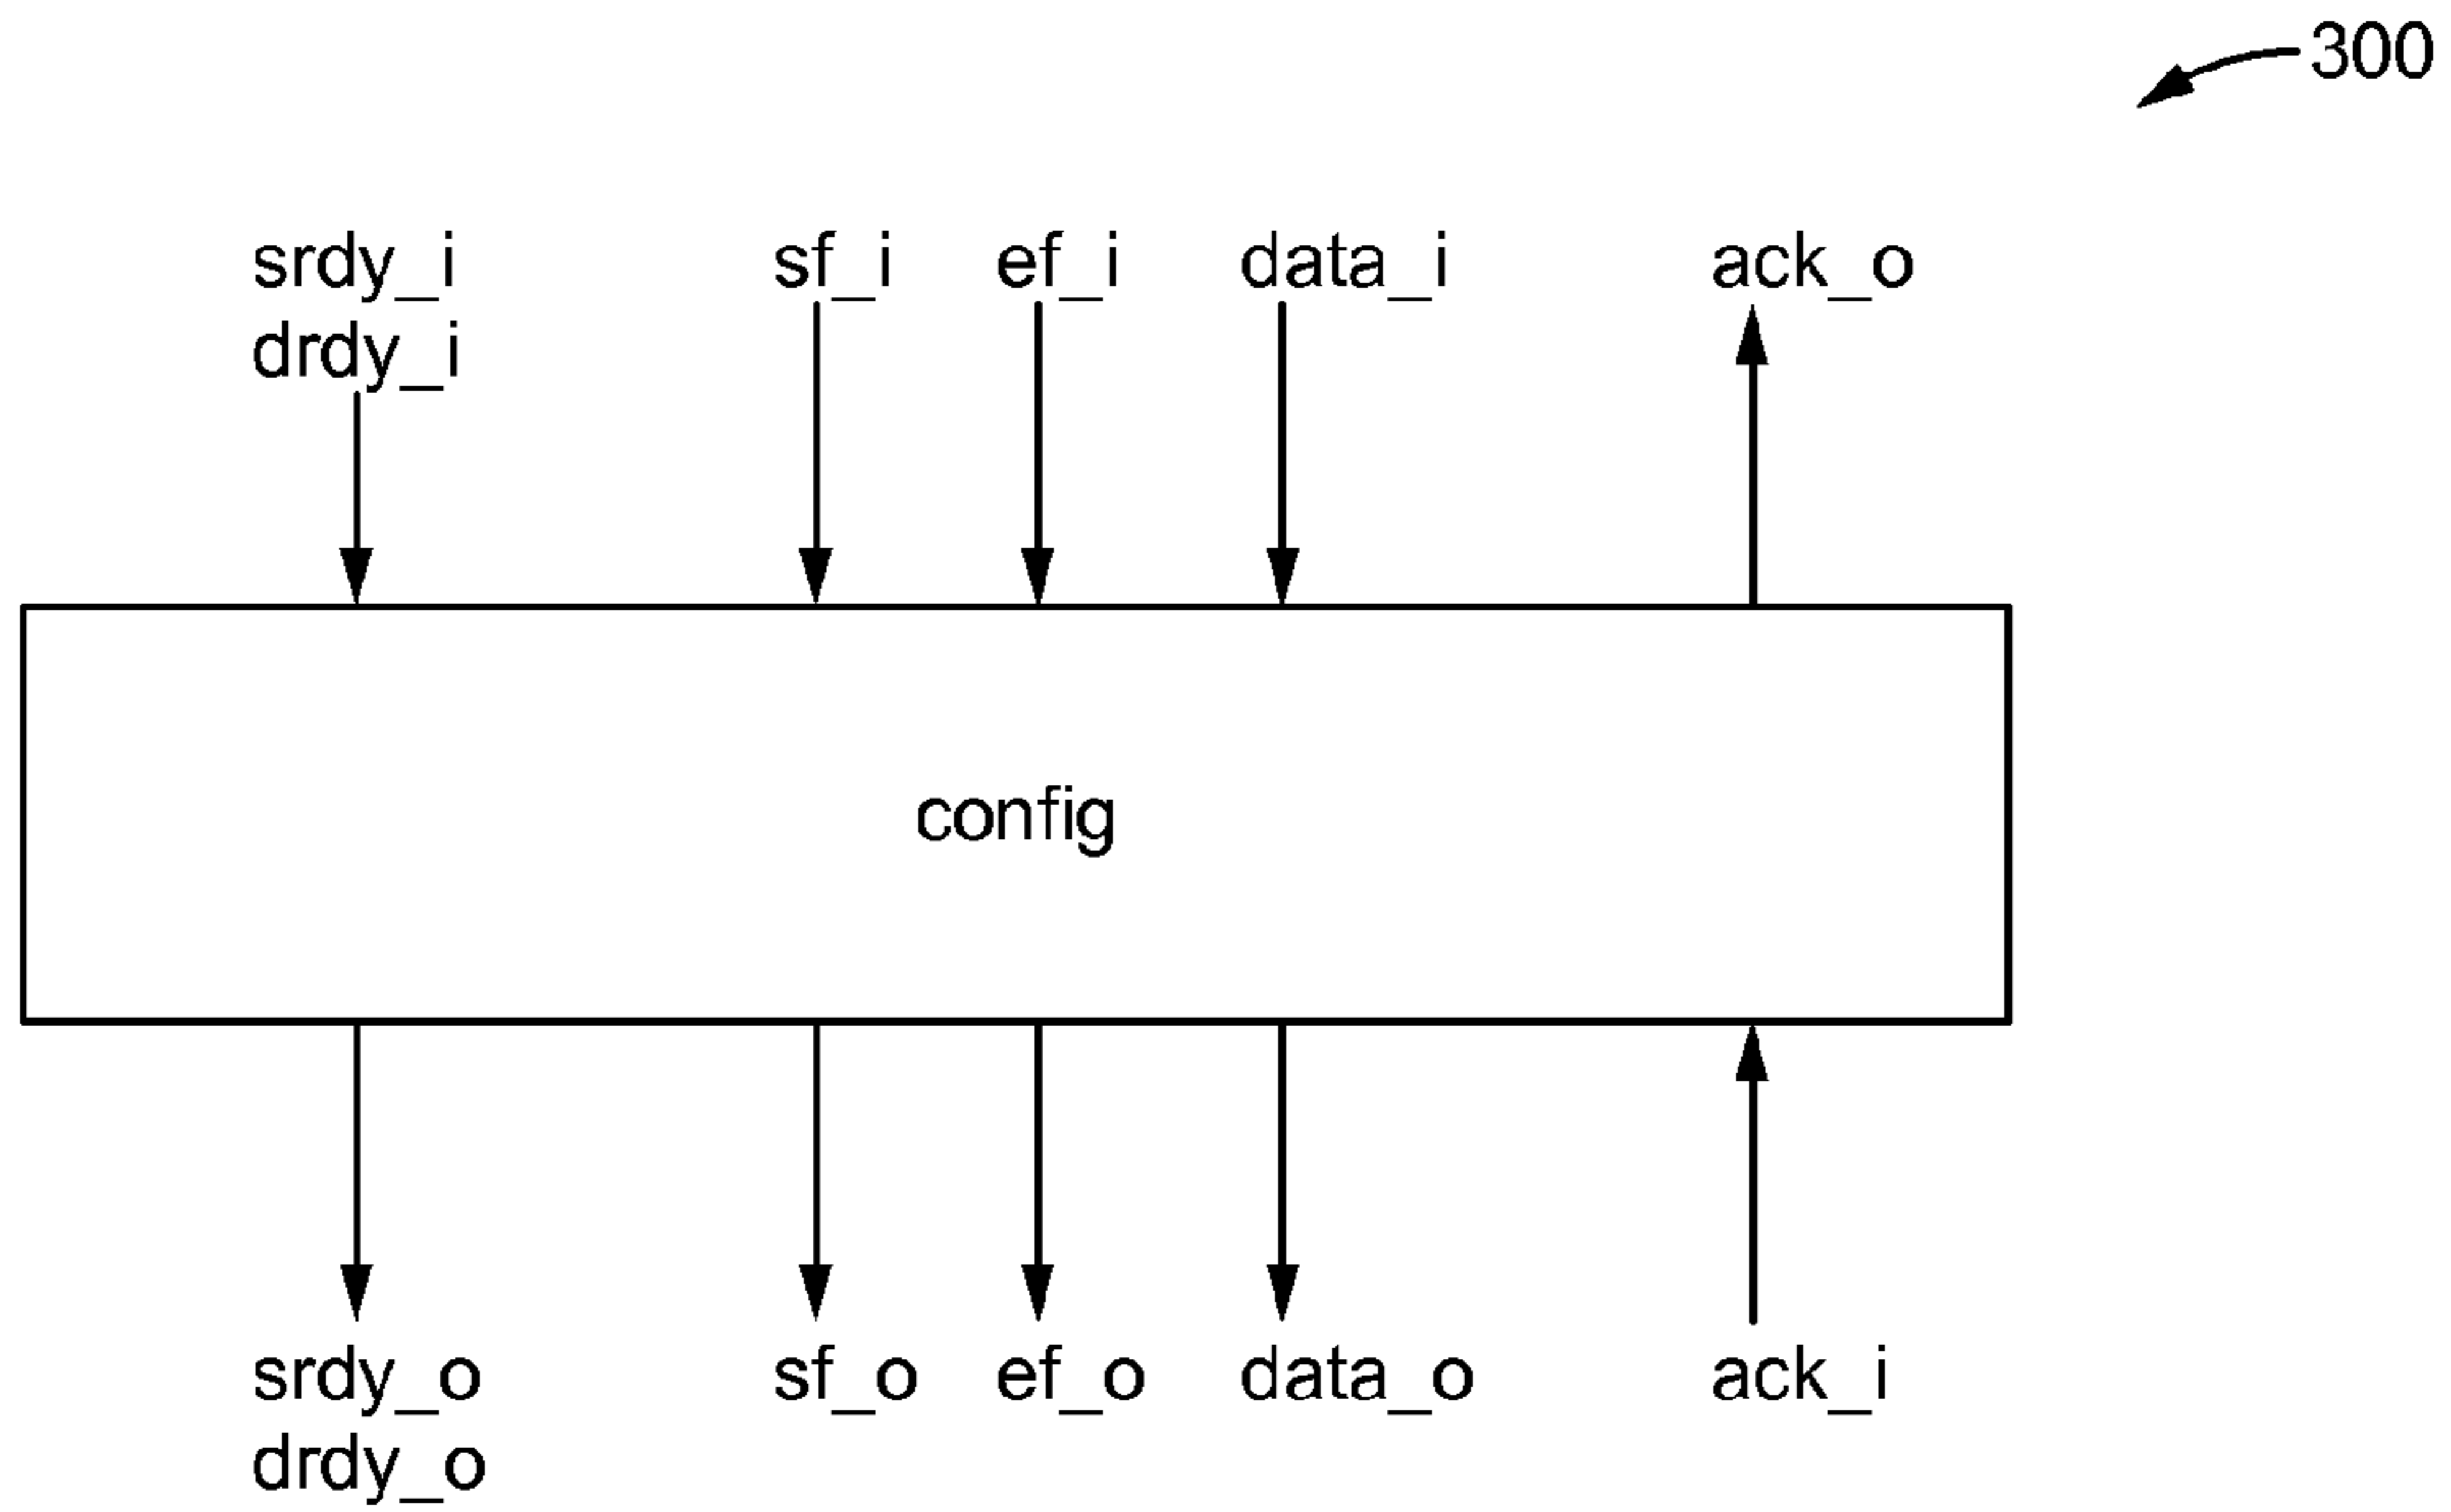 300
srdy_i sf_i ef_i data_i ack_o
drdy_i
config
srdy_o sf_o ef_o data_o ack_i
drdy_o